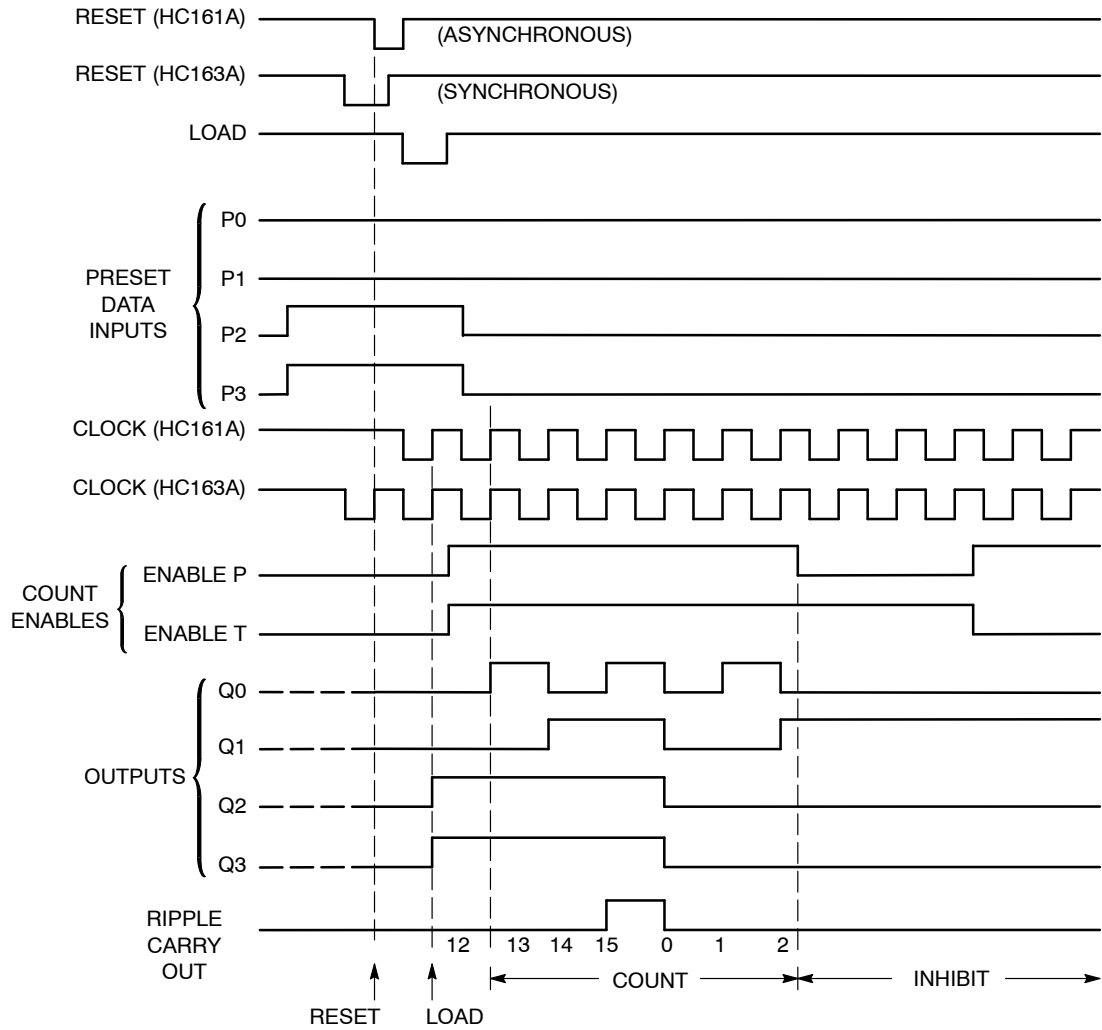 RESET (HC161A)
(ASYNCHRONOUS)
RESET (HC163A)
(SYNCHRONOUS)
LOAD
PRESET
DATA
INPUTS
P0
P1
P2
P3
CLOCK (HC161A)
CLOCK (HC163A)
COUNT
ENABLES
ENABLE P
ENABLE T
OUTPUTS
Q0
Q1
Q2
Q3
RIPPLE
CARRY
OUT
12 13 14 15 0 1 2
COUNT
INHIBIT
RESET
LOAD